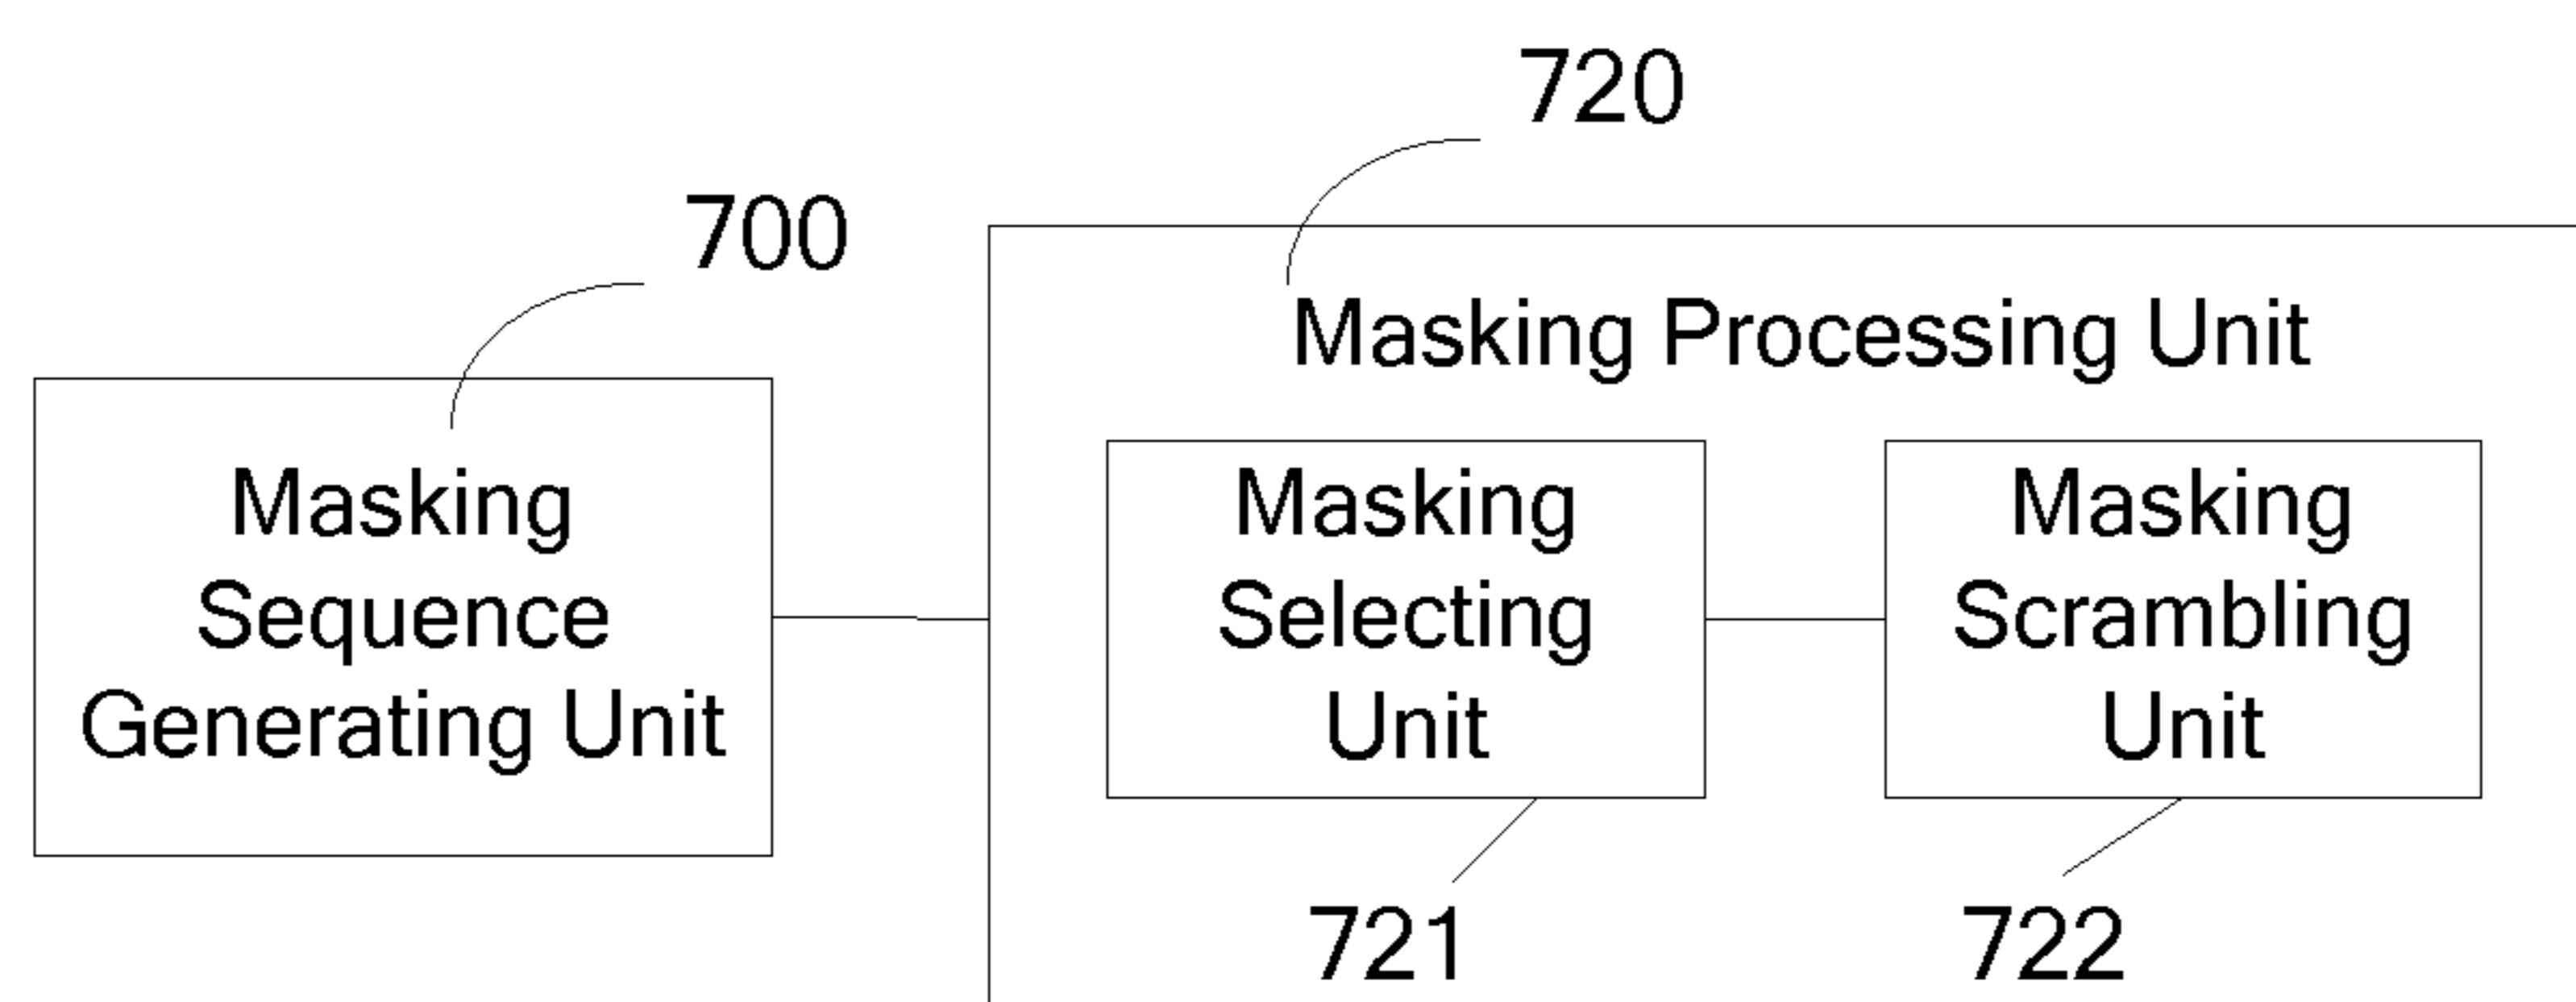 720
700
Masking Processing Unit
Masking
Sequence
Generating Unit
Masking
Selecting
Unit
Masking
Scrambling
Unit
721
722